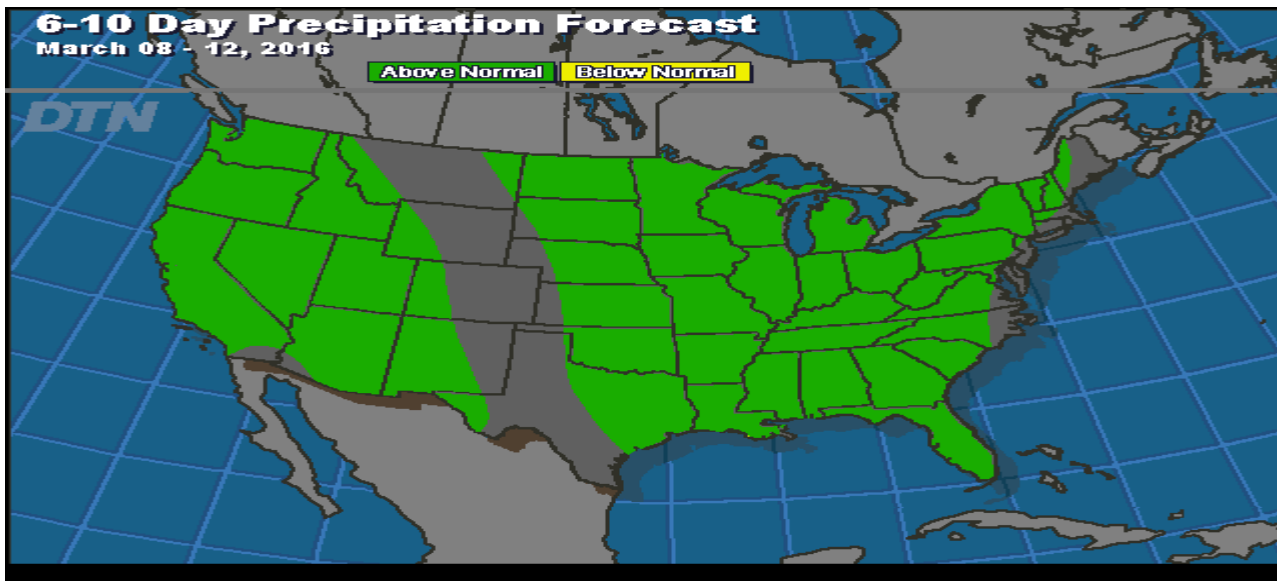 6-10 Day Precipitation Forecast
March 08 - 12, 2016
Above Normal Below Normal
DTN